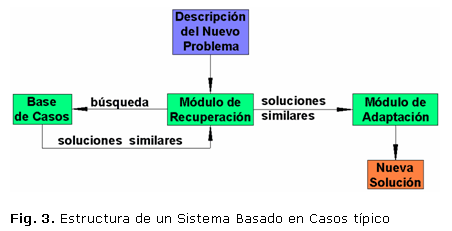 Descripción
del Nuevo
Problema
Base
de Casos
búsqueda
Módulo de
Recuperación
soluciones
similares
Módulo de
Adaptación
soluciones similares
Nueva
Solución
Fig. 3. Estructura de un Sistema Basado en Casos típico